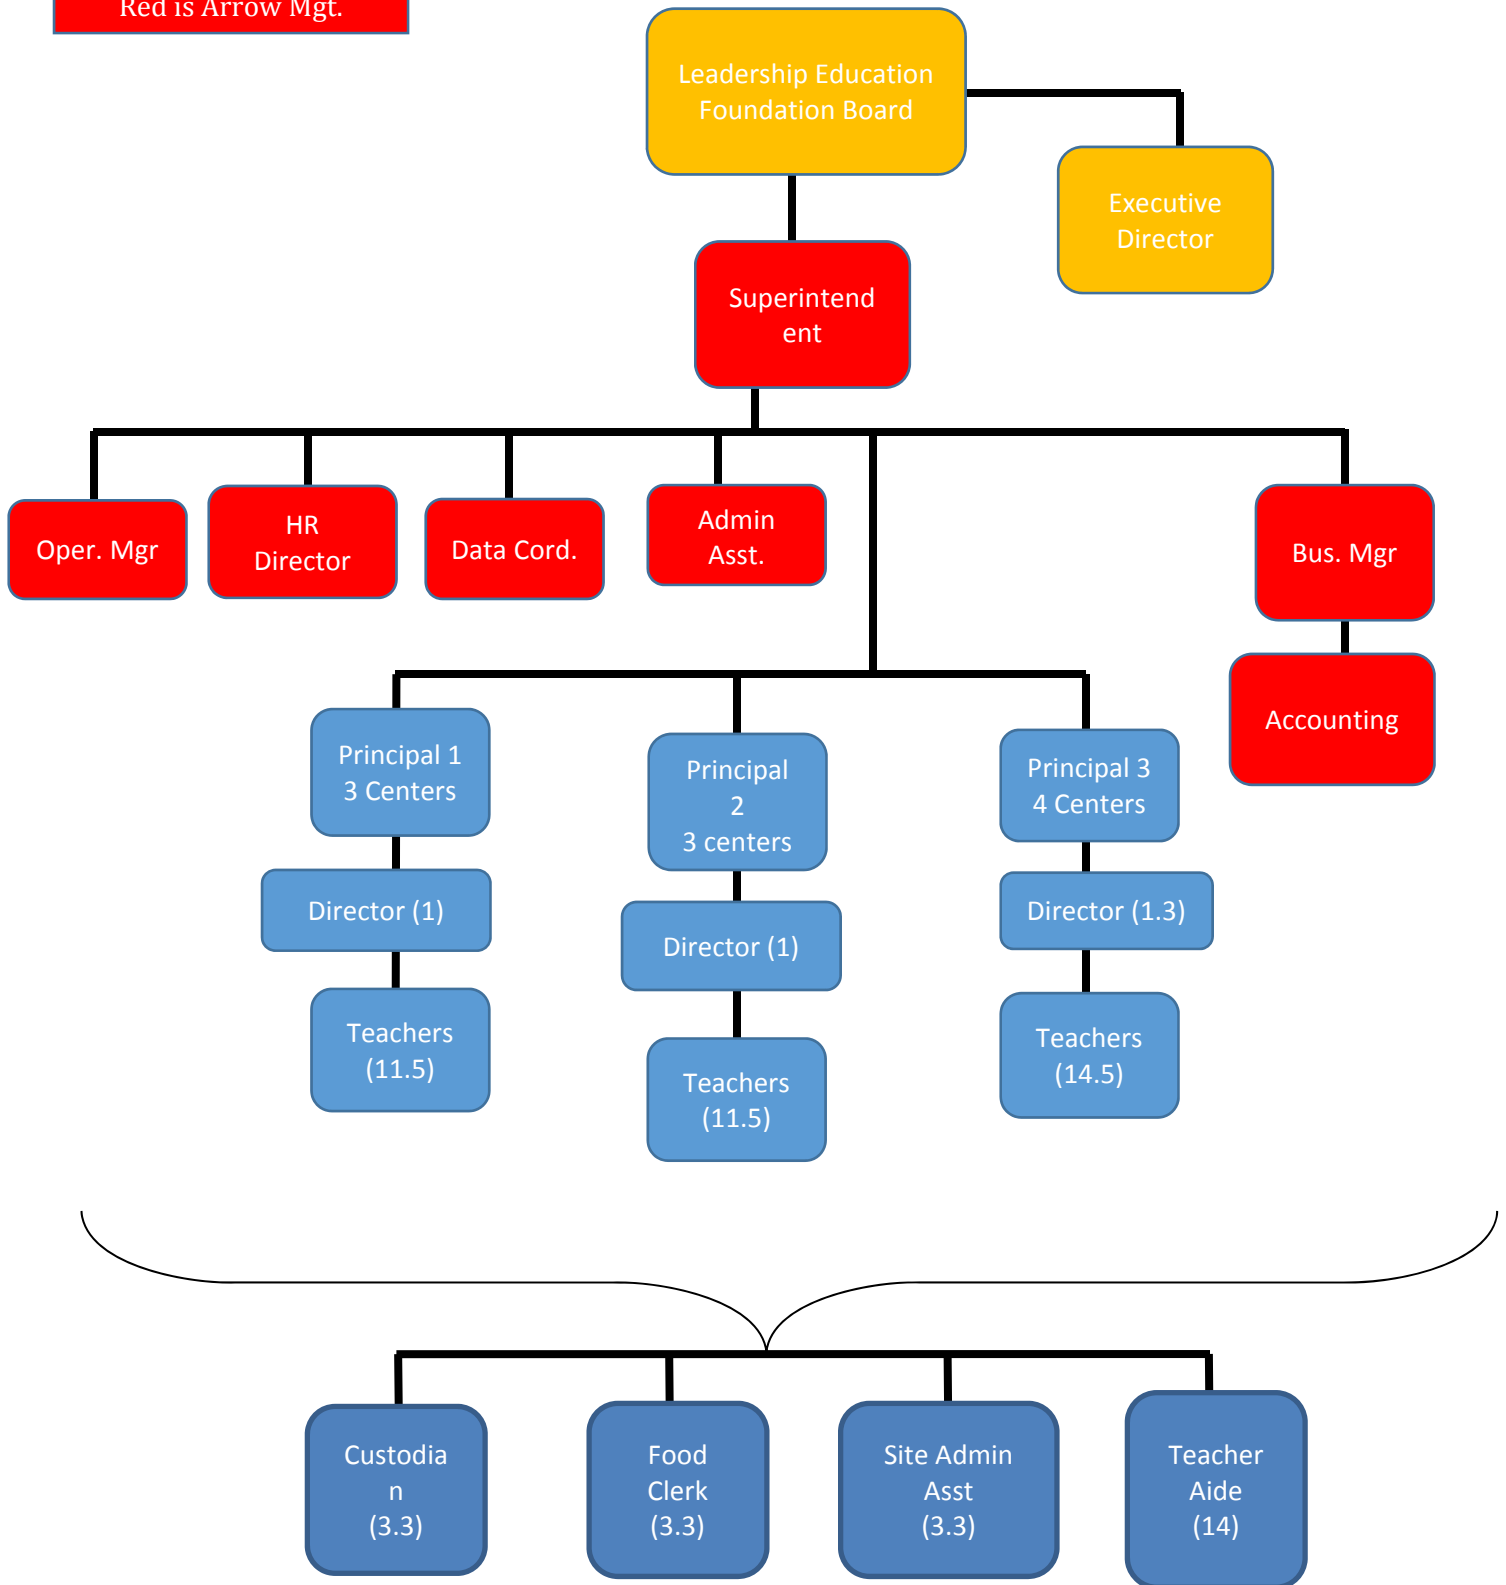 Red is Arrow Mgt.
Leadership Education
Foundation Board
Executive
Director
Superintend
ent
Oper. Mgr
HR
Director
Data Cord.
Admin
Asst.
Bus. Mgr
Accounting
Principal 1
3 Centers
Principal
2
3 centers
Principal 3
4 Centers
Director (1)
Director (1)
Director (1.3)
Teachers
(11.5)
Teachers
(11.5)
Teachers
(14.5)
Custodia
n
(3.3)
Food
Clerk
(3.3)
Site Admin
Asst
(3.3)
Teacher
Aide
(14)